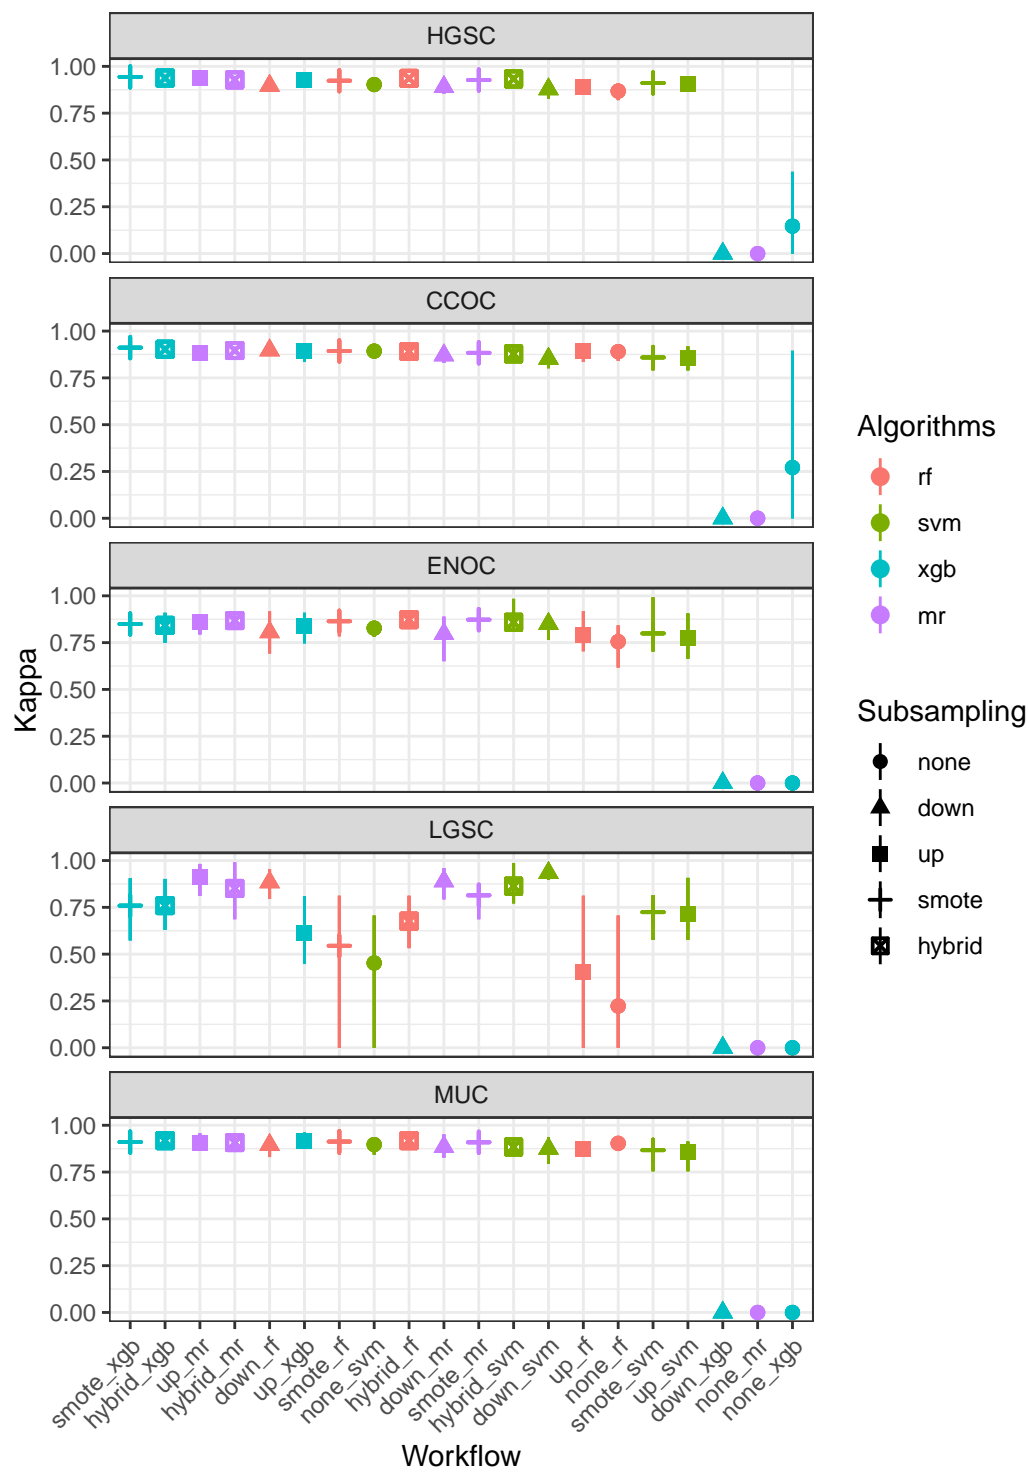 HGSC
1.00
0.75
0.50
0.25
0.00
CCOC
1.00
0.75
0.50
0.25
0.00
ENOC
1.00
0.75
0.50
0.25
0.00
LGSC
1.00
0.75
0.50
0.25
0.00
MUC
1.00
0.75
0.50
0.25
0.00
Kappa
smote_xgb
hybrid_xgb
up_mr
hybrid_mr
down_rf
up_xgb
smote_rf
none_svm
hybrid_rf
down_mr
smote_mr
hybrid_svm
down_svm
up_rf
none_rf
smote_svm
up_svm
down_xgb
none_mr
none_xgb
Workflow
Algorithms
rf
svm
xgb
mr
Subsampling
none
down
up
smote
hybrid